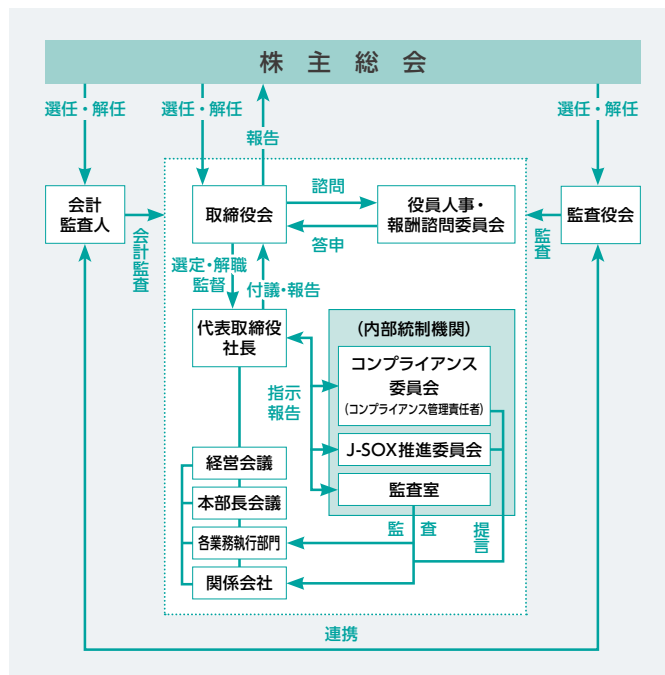 株主総会
選任・解任
選任・解任
報告
選任・解任
会計
監査人
取締役会
諮問
答申
役員人事・
報酬諮問委員会
監査役会
会計監査
監査
選定・解職
監督
付議・報告
代表取締役
社長
(内部統制機関)
コンプライアンス
委員会
(コンプライアンス管理責任者)
指示
報告
J-SOX推進委員会
監査室
経営会議
本部長会議
各業務執行部門
関係会社
監査
提言
連携